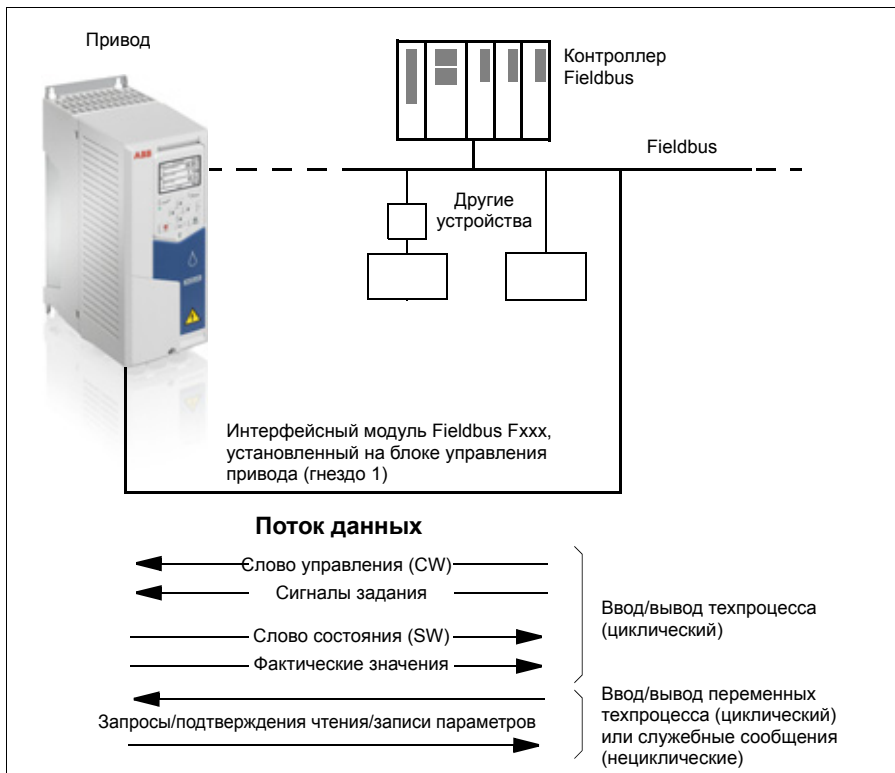 Привод
Контроллер
Fieldbus
Fieldbus
ABB
Другие
устройства
Интерфейсный модуль Fieldbus Fxxx,
установленный на блоке управления
привода (гнездо 1)
Поток данных
Слово управления (CW)
Сигналы задания
Слово состояния (SW)
Фактические значения
Ввод/вывод техпроцесса
(циклический)
Запросы/подтверждения чтения/записи параметров
Ввод/вывод переменных
техпроцесса (циклический)
или служебные сообщения
(нециклические)